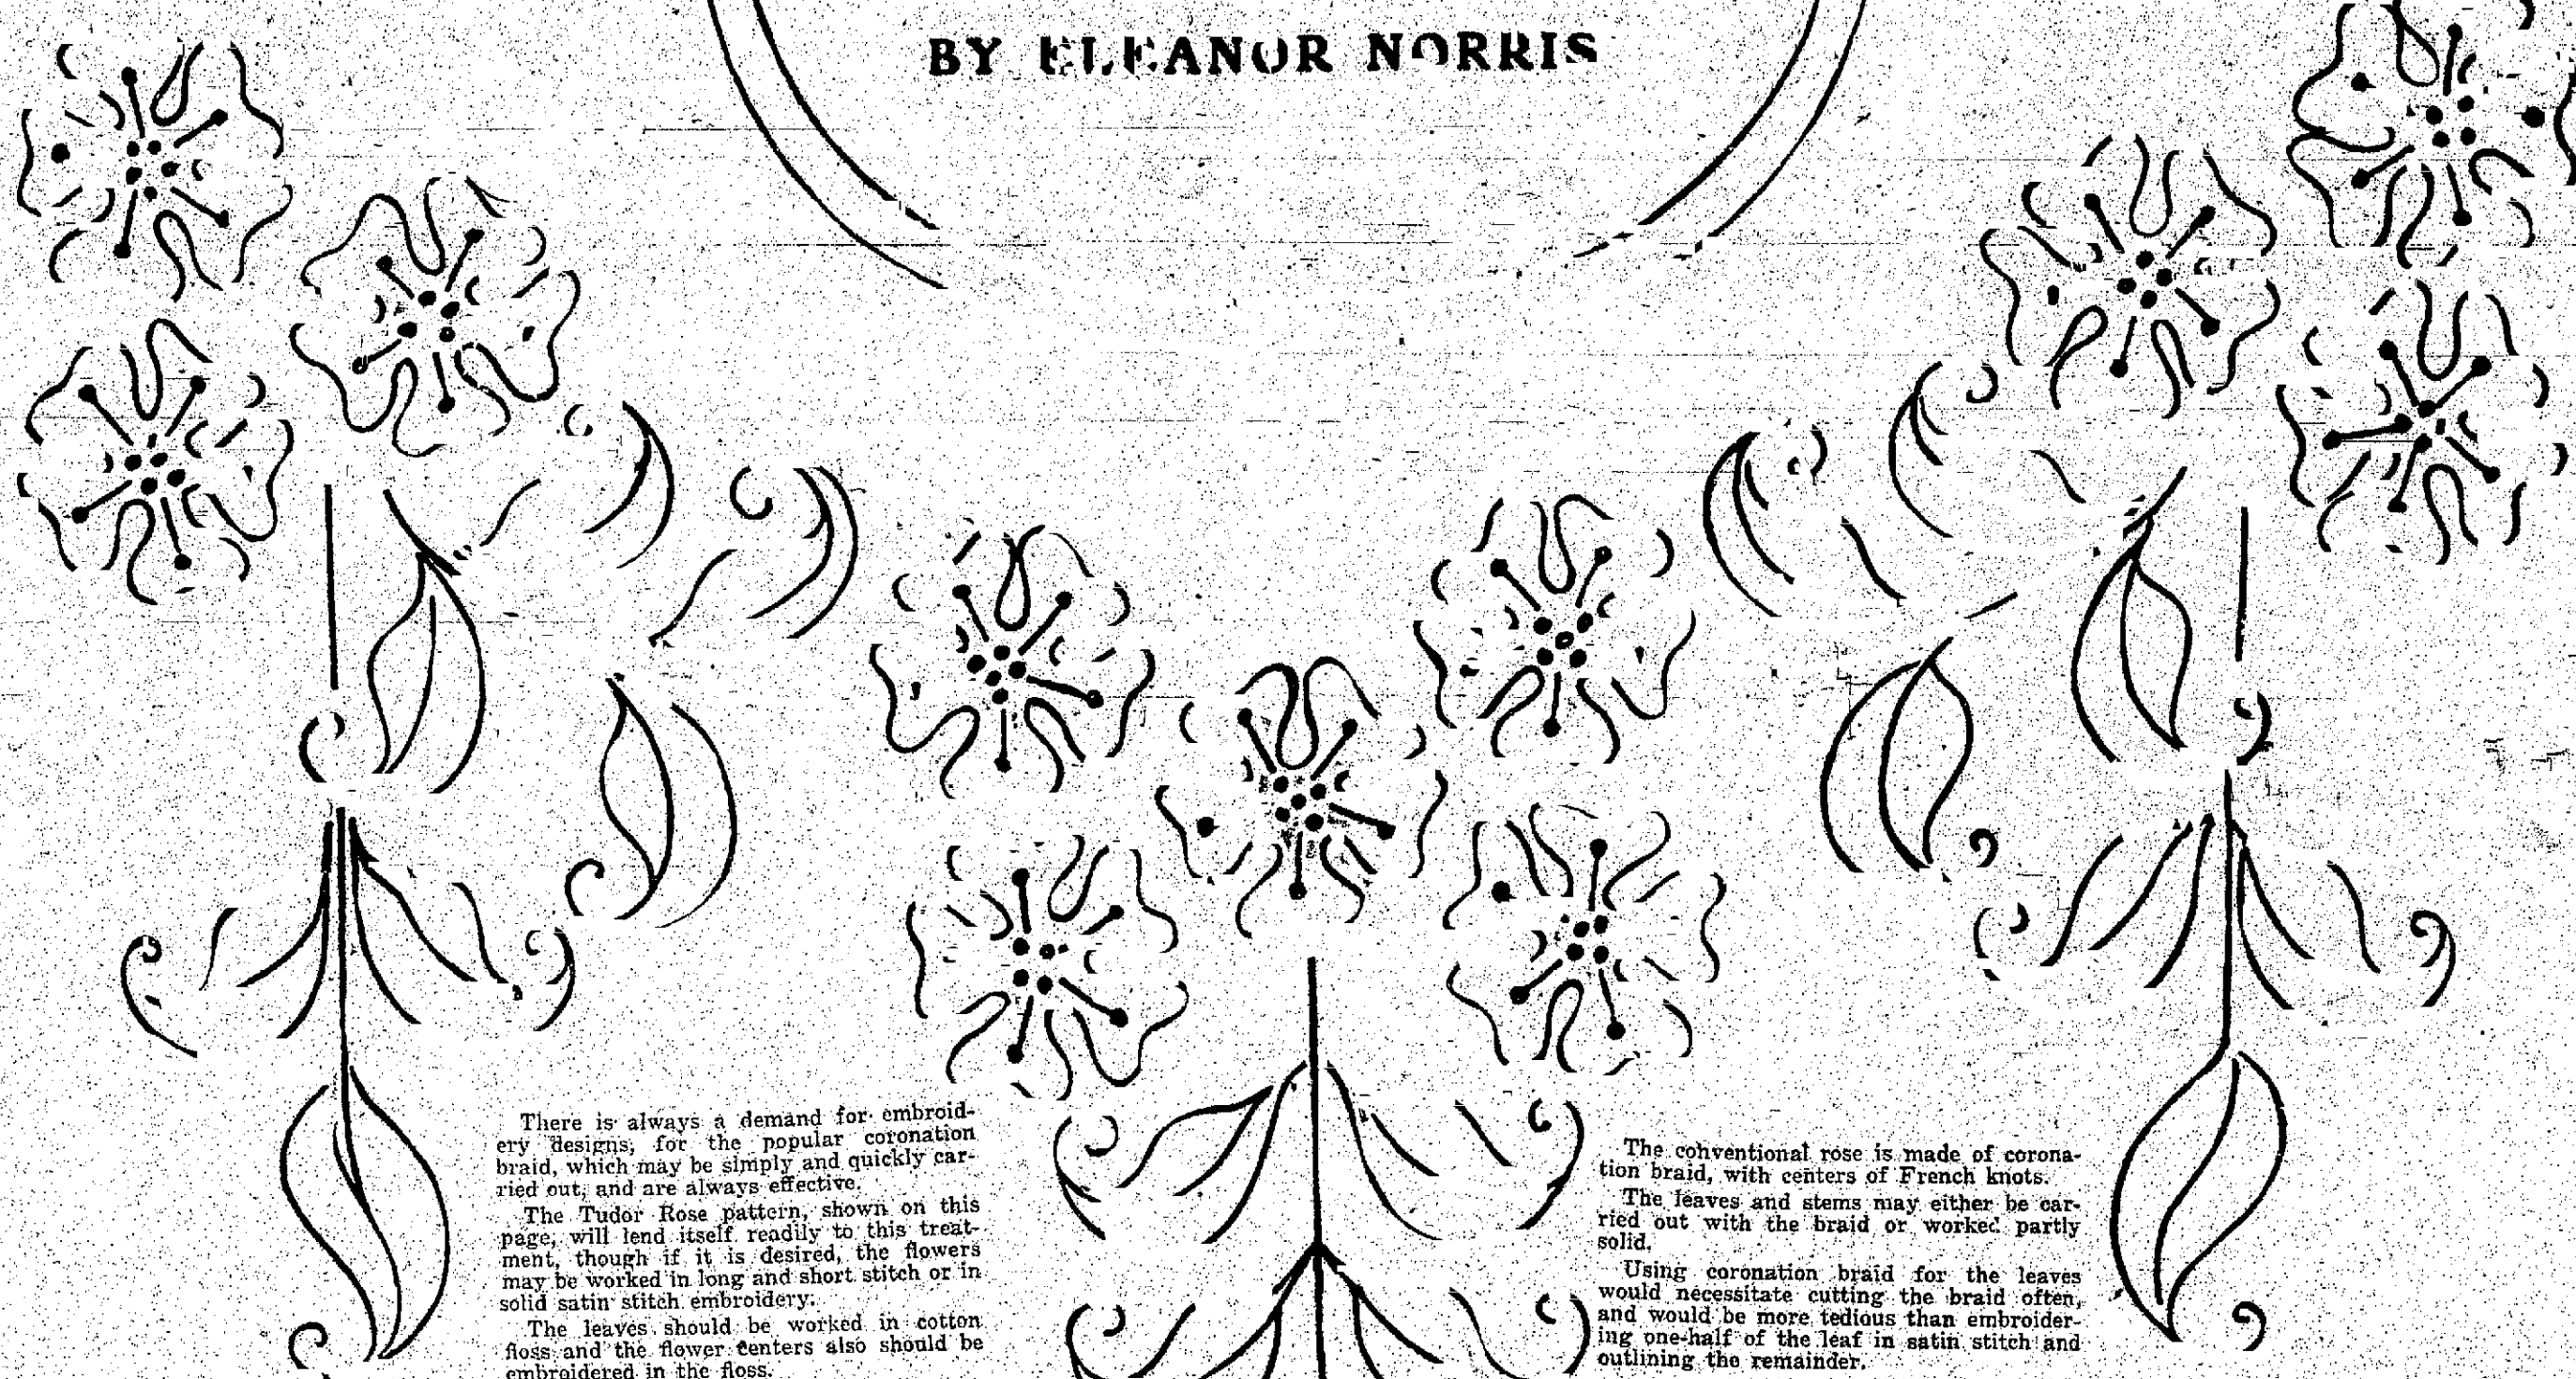 BY ELEANOR NORRIS
There is always a demand for embroid-
ery designs, for the popular coronation
braid, which may be simply and quickly car-
ried out, and are always effective.
The Tudor Rose pattern, shown on this
page, will lend itself readily to this treat-
ment, though if it is desired, the flowers
may be worked in long and short stitch or in
solid satin stitch embroidery.
The leaves should be worked in cotton
floss and the flower centers also should be
embroidered in the floss.
The conventional rose is made of corona-
tion braid, with centers of French knots.
The leaves and stems may either be car-
ried out with the braid or worked partly
solid.
Using coronation braid for the leaves
would necessitate cutting the braid often,
and would be more tedious than embroider-
ing one-half of the leaf in satin stitch and
outlining the remainder.